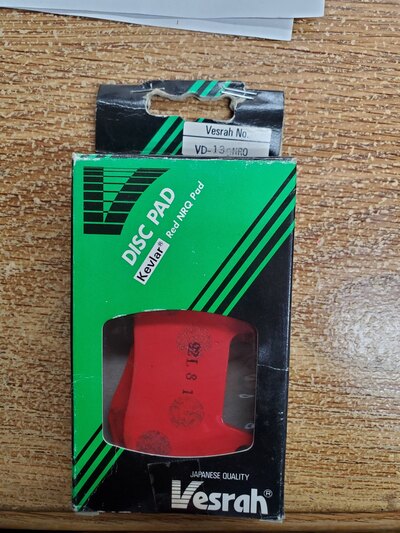 Vesrah No.
DISC PAD
Kevlar® Red NRQ Pad
JAPANESE QUALITY
Vesrah®